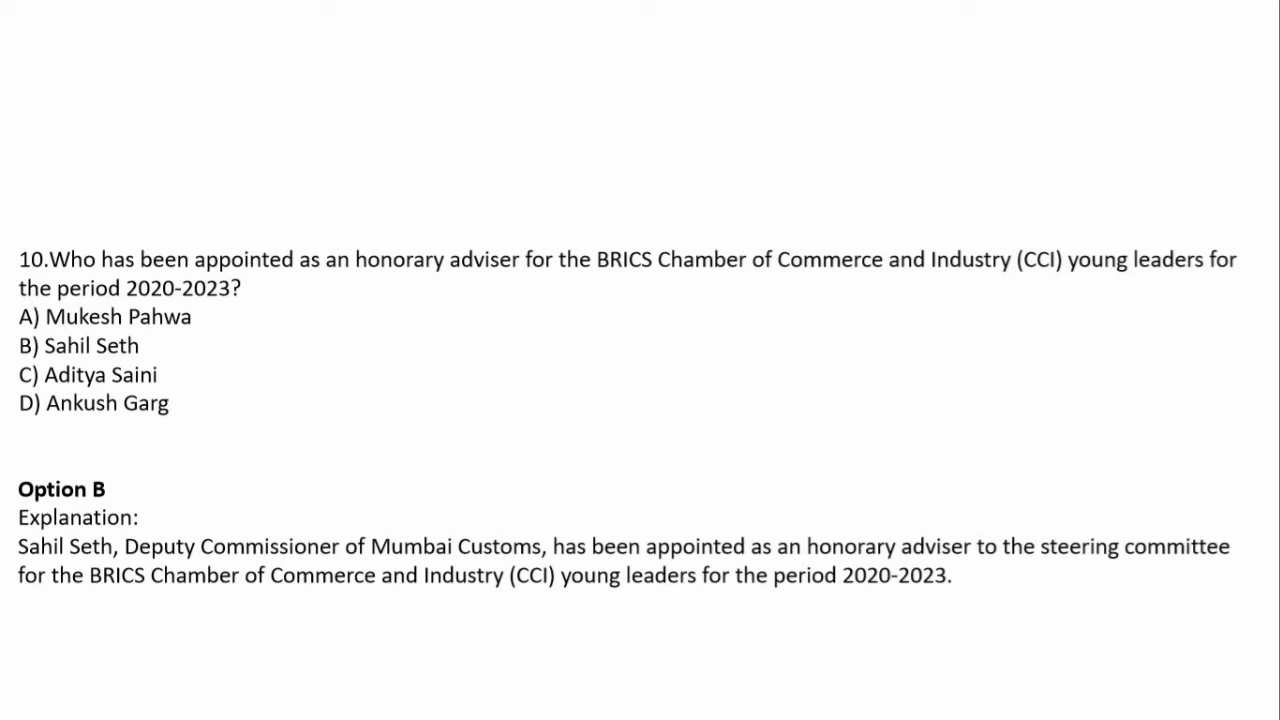 10.Who has been appointed as an honorary adviser for the BRICS Chamber of Commerce and Industry (CCI) young leaders for
the period 2020-2023?
A) Mukesh Pahwa
B) Sahil Seth
C) Aditya Saini
D) Ankush Garg
Option B
Explanation:
Sahil Seth, Deputy Commissioner of Mumbai Customs, has been appointed as an honorary adviser to the steering committee
for the BRICS Chamber of Commerce and Industry (CCI) young leaders for the period 2020-2023.